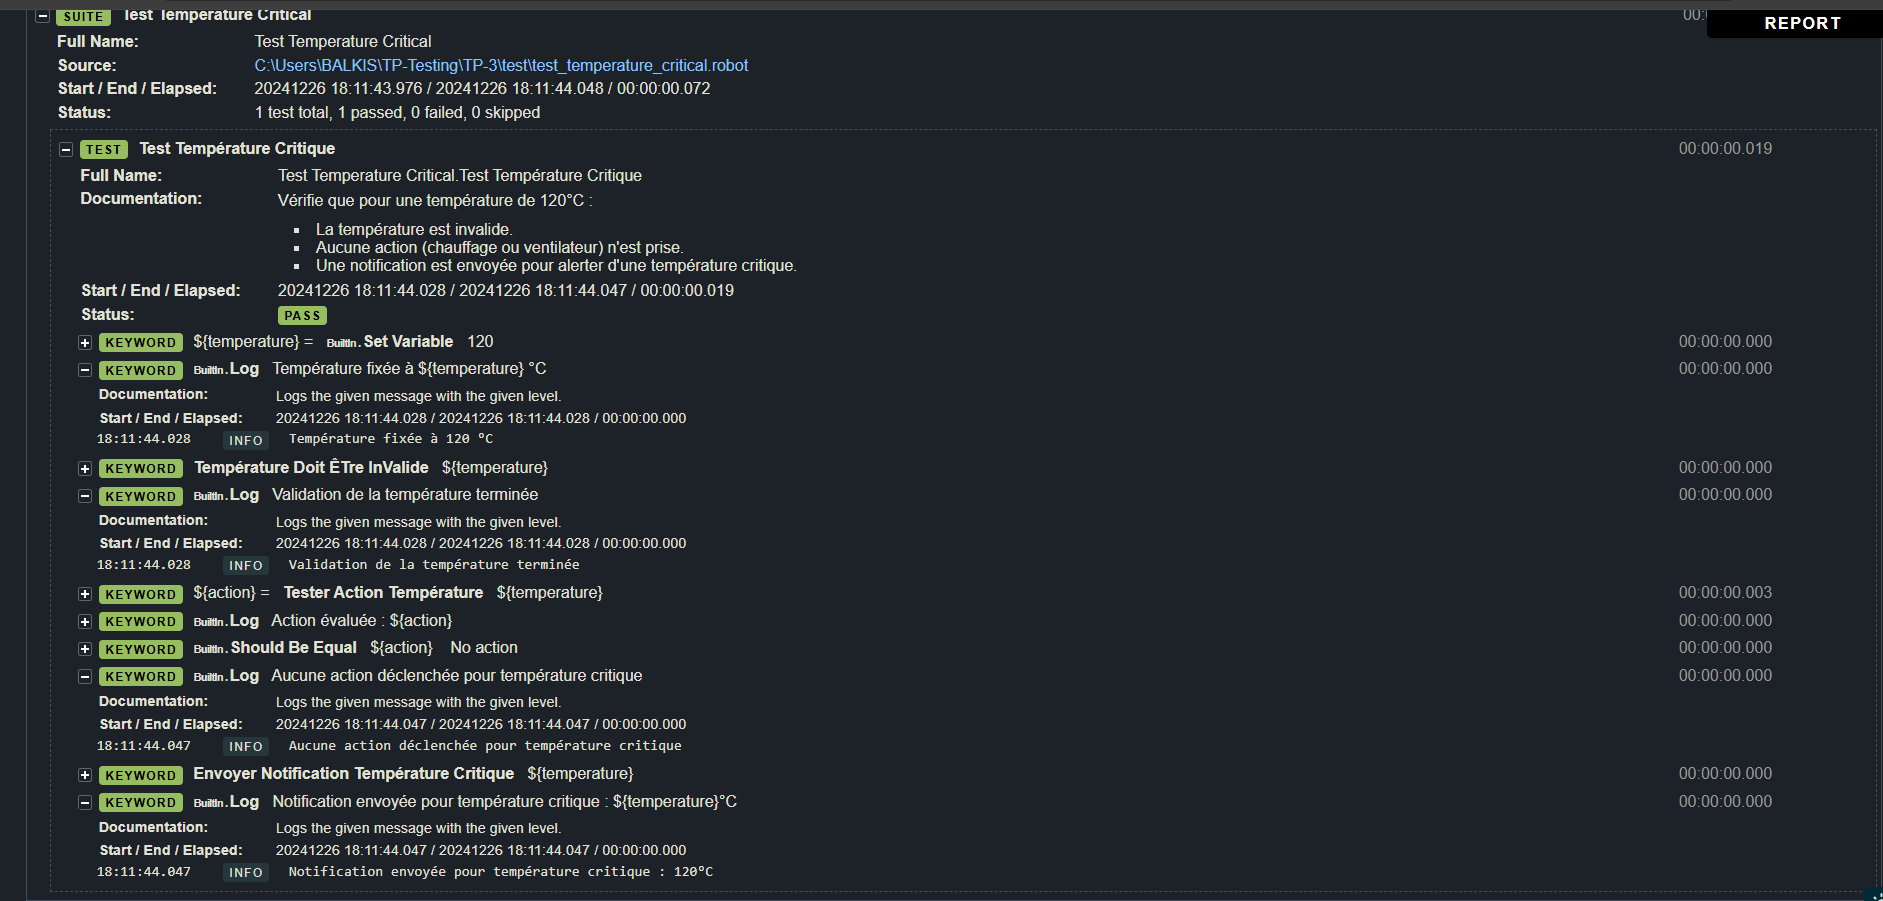 SUITE Test Temperature Critical 00:
REPORT
Full Name: Test Temperature Critical
Source: C:\Users\BALKIS\TP-Testing\TP-3\test\test_temperature_critical.robot
Start / End / Elapsed: 20241226 18:11:43.976 / 20241226 18:11:44.048 / 00:00:00.072
Status: 1 test total, 1 passed, 0 failed, 0 skipped
TEST Test Température Critique 00:00:00.019
Full Name: Test Temperature Critical.Test Température Critique
Documentation: Vérifie que pour une température de 120°C :
▪ La température est invalide.
▪ Aucune action (chauffage ou ventilateur) n'est prise.
▪ Une notification est envoyée pour alerter d'une température critique.
Start / End / Elapsed: 20241226 18:11:44.028 / 20241226 18:11:44.047 / 00:00:00.019
Status: PASS
KEYWORD ${temperature} = BuiltIn.Set Variable 120 00:00:00.000
KEYWORD BuiltIn.Log Température fixée à ${temperature} °C 00:00:00.000
Documentation: Logs the given message with the given level.
Start / End / Elapsed: 20241226 18:11:44.028 / 20241226 18:11:44.028 / 00:00:00.000
18:11:44.028 INFO Température fixée à 120 °C
KEYWORD Température Doit ÊTre InValide ${temperature} 00:00:00.000
KEYWORD BuiltIn.Log Validation de la température terminée 00:00:00.000
Documentation: Logs the given message with the given level.
Start / End / Elapsed: 20241226 18:11:44.028 / 20241226 18:11:44.028 / 00:00:00.000
18:11:44.028 INFO Validation de la température terminée
KEYWORD ${action} = Tester Action Température ${temperature} 00:00:00.003
KEYWORD BuiltIn.Log Action évaluée : ${action} 00:00:00.000
KEYWORD BuiltIn.Should Be Equal ${action} No action 00:00:00.000
KEYWORD BuiltIn.Log Aucune action déclenchée pour température critique 00:00:00.000
Documentation: Logs the given message with the given level.
Start / End / Elapsed: 20241226 18:11:44.047 / 20241226 18:11:44.047 / 00:00:00.000
18:11:44.047 INFO Aucune action déclenchée pour température critique
KEYWORD Envoyer Notification Température Critique ${temperature} 00:00:00.000
KEYWORD BuiltIn.Log Notification envoyée pour température critique : ${temperature}°C 00:00:00.000
Documentation: Logs the given message with the given level.
Start / End / Elapsed: 20241226 18:11:44.047 / 20241226 18:11:44.047 / 00:00:00.000
18:11:44.047 INFO Notification envoyée pour température critique : 120°C